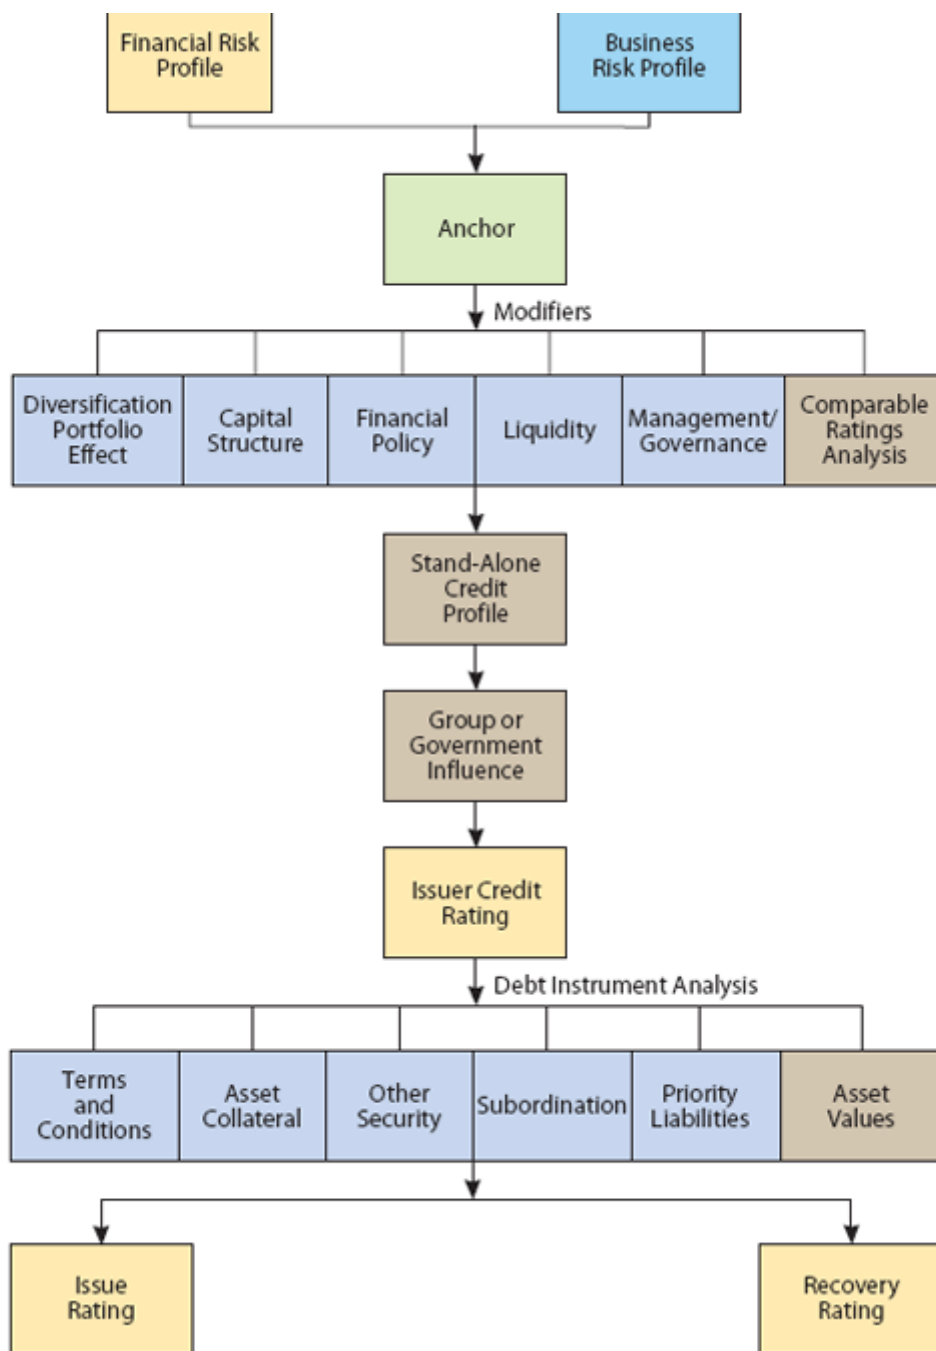 Financial Risk
Profile
Business
Risk Profile
Anchor
Modifiers
Diversification
Portfolio
Effect
Capital
Structure
Financial
Policy
Liquidity
Management/
Governance
Comparable
Ratings
Analysis
Stand-Alone
Credit
Profile
Group or
Government
Influence
Issuer Credit
Rating
Debt Instrument Analysis
Terms
and
Conditions
Asset
Collateral
Other
Security
Subordination
Priority
Liabilities
Asset
Values
Issue
Rating
Recovery
Rating